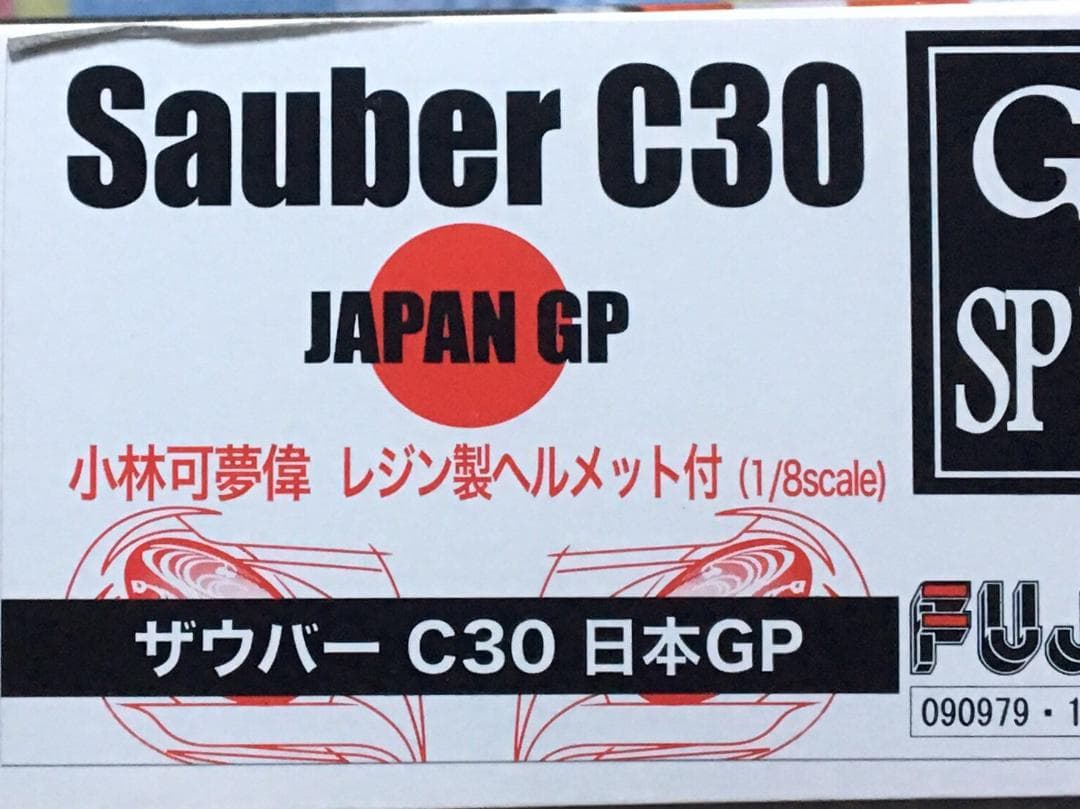 Sauber C30
JAPAN GP
小林可夢偉 レジン製ヘルメット付 (1/8scale)
ザウバー C30 日本GP
G
SP
FUJ
090979・1